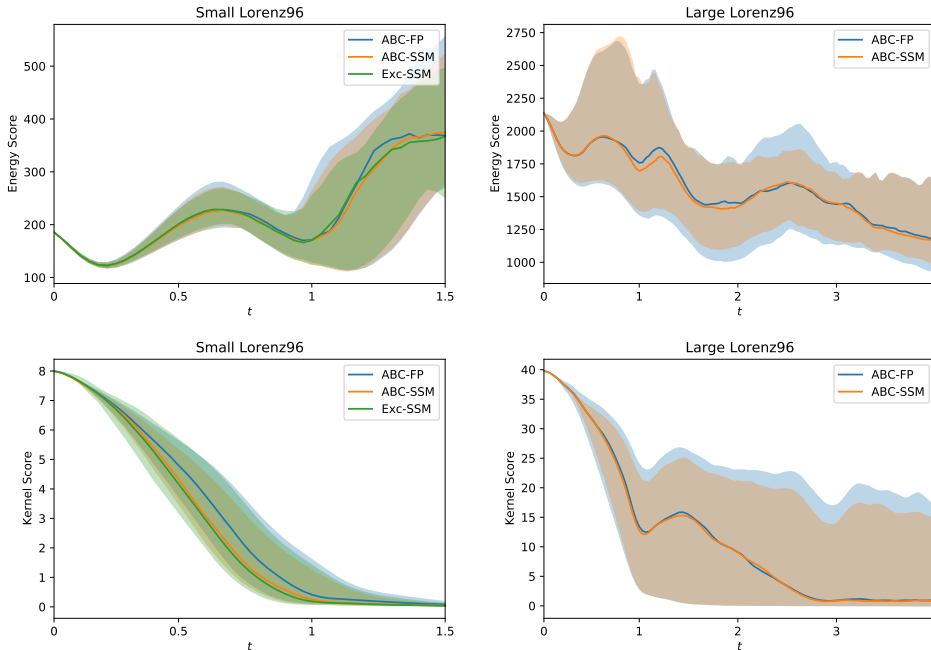 Small Lorenz96
Energy Score
500
400
300
200
100
0
0.5
1
1.5
t
ABC-FP
ABC-SSM
Exc-SSM
Large Lorenz96
Energy Score
2750
2500
2250
2000
1750
1500
1250
1000
0
1
2
3
t
ABC-FP
ABC-SSM
Small Lorenz96
Kernel Score
8
7
6
5
4
3
2
1
0
0
0.5
1
1.5
t
ABC-FP
ABC-SSM
Exc-SSM
Large Lorenz96
Kernel Score
40
35
30
25
20
15
10
5
0
0
1
2
3
t
ABC-FP
ABC-SSM